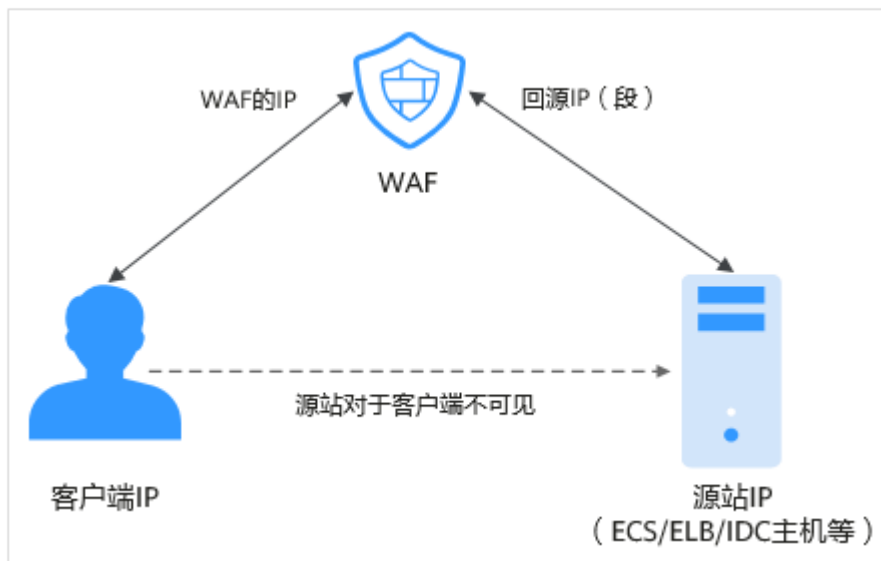 WAF的IP
回源IP（段）
WAF
源站对于客户端不可见
客户端IP
源站IP
（ECS/ELB/IDC主机等）